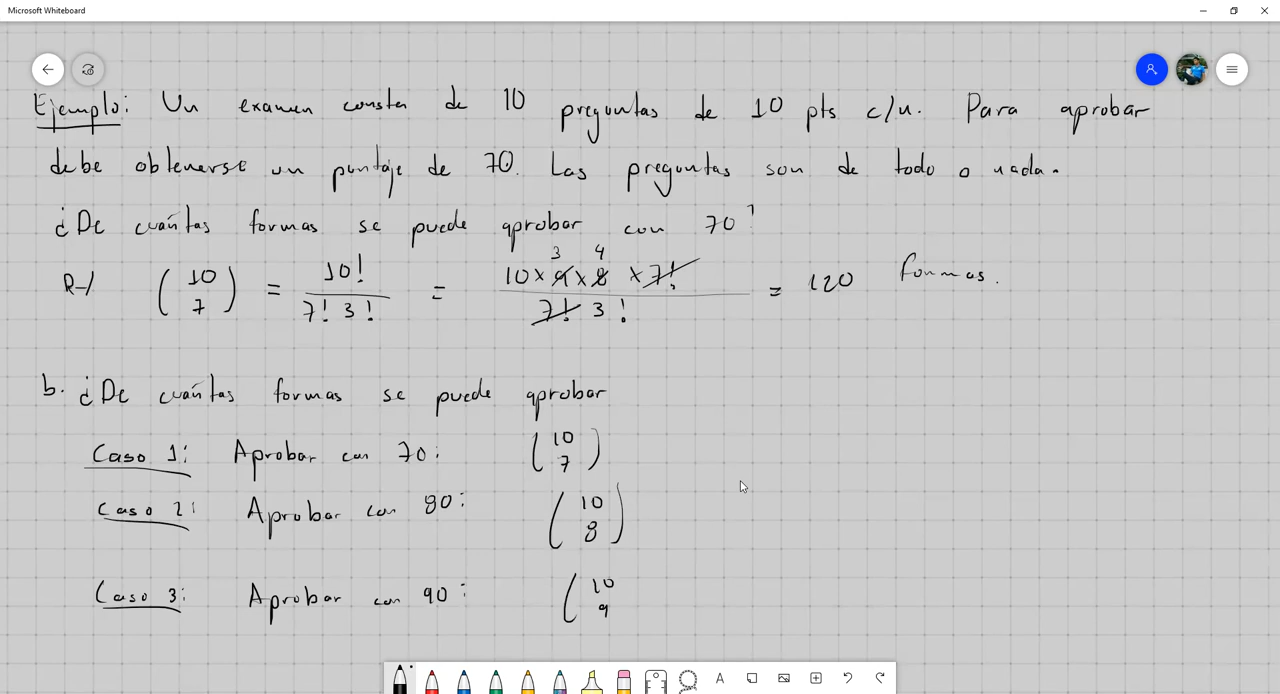 Microsoft Whiteboard
Ejemplo: Un examen consta de 10 preguntas de 10 pts c/u. Para aprobar
debe obtenerse un puntaje de 70. Las preguntas son de todo o nada.
¿De cuántas formas se puede aprobar con 70?
R-/ (10 7) = 10! / 7! 3! = 10 × 9 3 × 8 4 × 7! / 7! 3! = 120 formas.
b. ¿De cuántas formas se puede aprobar
Caso 1: Aprobar con 70: (10 7)
Caso 2: Aprobar con 80: (10 8)
Caso 3: Aprobar con 90: (10 9
A